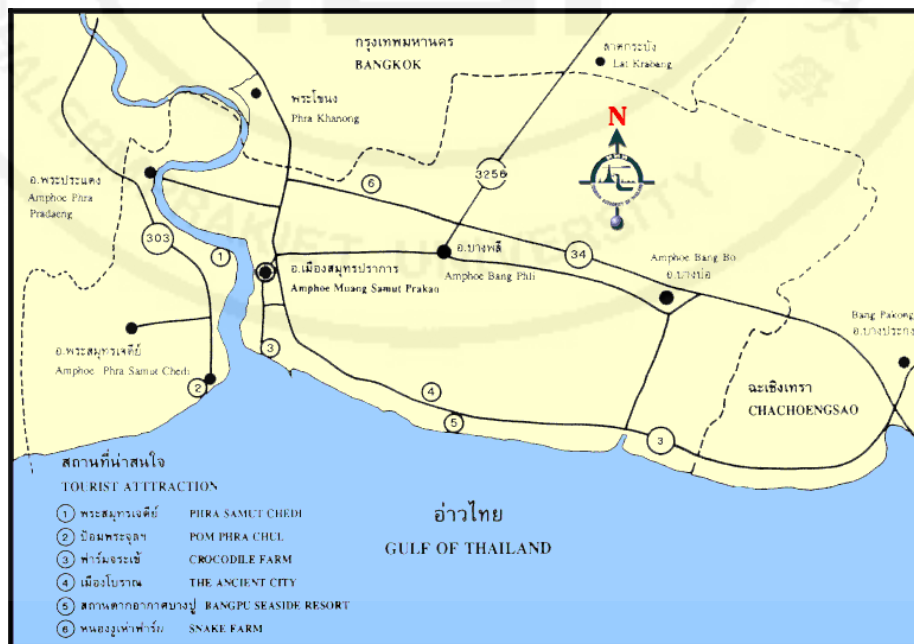 กรุงเทพมหานคร
BANGKOK
ลาดกระบัง
Lat Krabang
พระโขนง
Phra Khanong
N
3256
6
อ.พระประแดง
Amphoe Phra
Pradaeng
303
1
อ.บางพลี
Amphoe Bang Phli
34
Amphoe Bang Bo
อ.บางบ่อ
อ.เมืองสมุทรปราการ
Amphoe Muang Samut Prakan
Bang Pakong
อ.บางปะกง
อ.พระสมุทรเจดีย์
Amphoe Phra Samut Chedi
3
2
4
5
3
ฉะเชิงเทรา
CHACHOENGSAO
สถานที่น่าสนใจ
TOURIST ATTTRACTION
1 พระสมุทรเจดีย์ PHRA SAMUT CHEDI
2 ป้อมพระจุลฯ POM PHRA CHUL
3 ฟาร์มจระเข้ CROCODILE FARM
4 เมืองโบราณ THE ANCIENT CITY
5 สถานตากอากาศบางปู BANGPU SEASIDE RESORT
6 หนองงูเห่าฟาร์ม SNAKE FARM
อ่าวไทย
GULF OF THAILAND